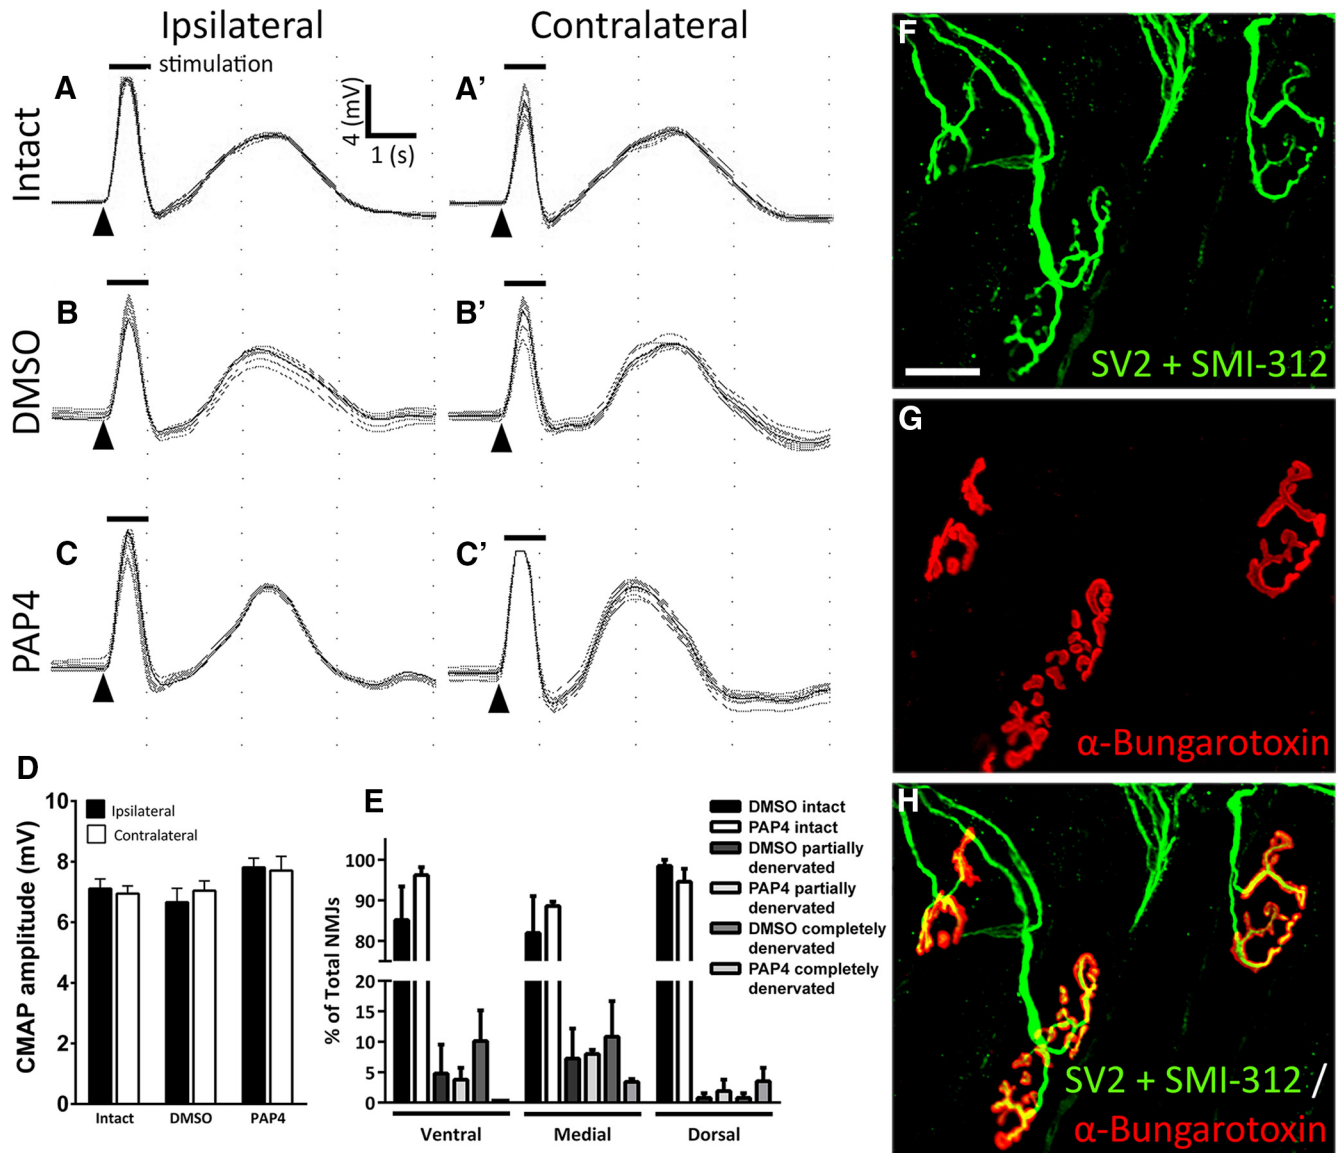 Ipsilateral
Contralateral
stimulation
Intact
A
4 (mV)
1 (s)
A'
DMSO
B
B'
PAP4
C
C'
D
CMAP amplitude (mV)
10
8
6
4
2
0
Ipsilateral
Contralateral
Intact
DMSO
PAP4
E
% of Total NMJs
100
90
80
20
15
10
5
0
Ventral
Medial
Dorsal
DMSO intact
PAP4 intact
DMSO partially
denervated
PAP4 partially
denervated
DMSO completely
denervated
PAP4 completely
denervated
F
SV2 + SMI-312
G
α-Bungarotoxin
H
SV2 + SMI-312 /
α-Bungarotoxin